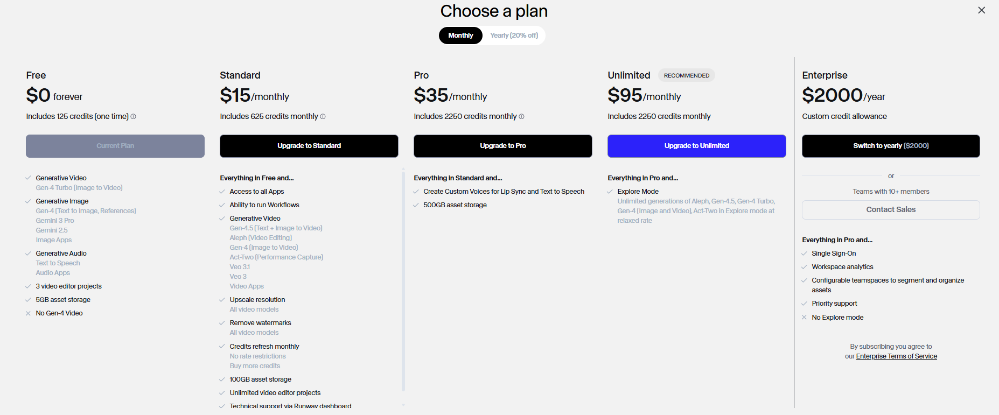 Choose a plan
Monthly
Yearly (20% off)
Free
$0 forever
Includes 125 credits (one time)
Current Plan
Generative Video
Gen-4 Turbo (Image to Video)
Generative Image
Gen-4 (Text to Image, References)
Gemini 3 Pro
Gemini 2.5
Image Apps
Generative Audio
Text to Speech
Audio Apps
3 video editor projects
5GB asset storage
No Gen-4 Video
Standard
$15/monthly
Includes 625 credits monthly
Upgrade to Standard
Everything in Free and...
Access to all Apps
Ability to run Workflows
Generative Video
Gen-4.5 (Text + Image to Video)
Aleph (Video Editing)
Gen-4 (Image to Video)
Act-Two (Performance Capture)
Veo 3.1
Veo 3
Video Apps
Upscale resolution
All video models
Remove watermarks
All video models
Credits refresh monthly
No rate restrictions
Buy more credits
100GB asset storage
Unlimited video editor projects
Technical support via Runway dashboard
Pro
$35/monthly
Includes 2250 credits monthly
Upgrade to Pro
Everything in Standard and...
Create Custom Voices for Lip Sync and Text to Speech
500GB asset storage
Unlimited RECOMMENDED
$95/monthly
Includes 2250 credits monthly
Upgrade to Unlimited
Everything in Pro and...
Explore Mode
Unlimited generations of Aleph, Gen-4.5, Gen-4 Turbo,
Gen-4 (Image and Video), Act-Two in Explore mode at
relaxed rate
Enterprise
$2000/year
Custom credit allowance
Switch to yearly ($2000)
or
Teams with 10+ members
Contact Sales
Everything in Pro and...
Single Sign-On
Workspace analytics
Configurable teamspaces to segment and organize
assets
Priority support
No Explore mode
By subscribing you agree to
our Enterprise Terms of Service